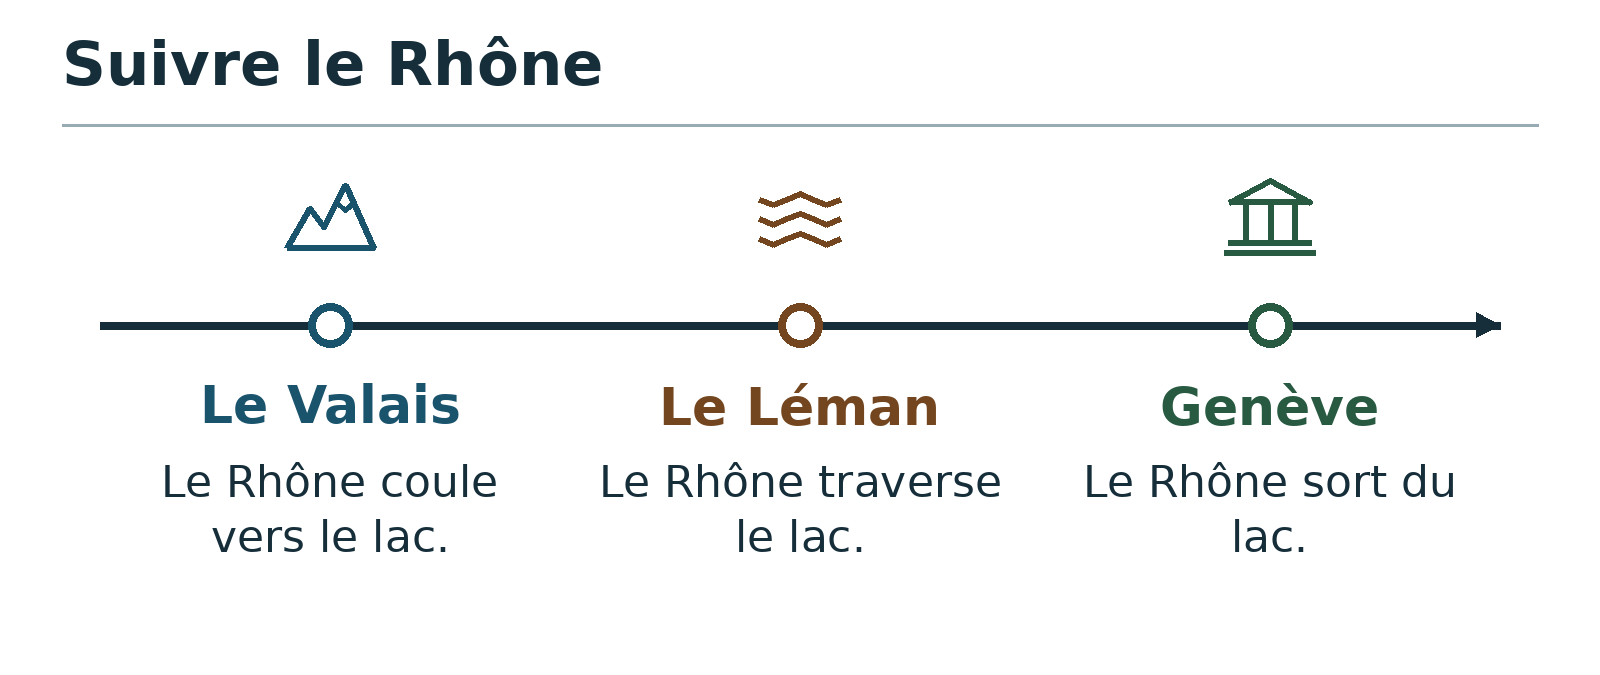 Suivre le Rhône
Le Valais
Le Rhône coule
vers le lac.
Le Léman
Le Rhône traverse
le lac.
Genève
Le Rhône sort du
lac.